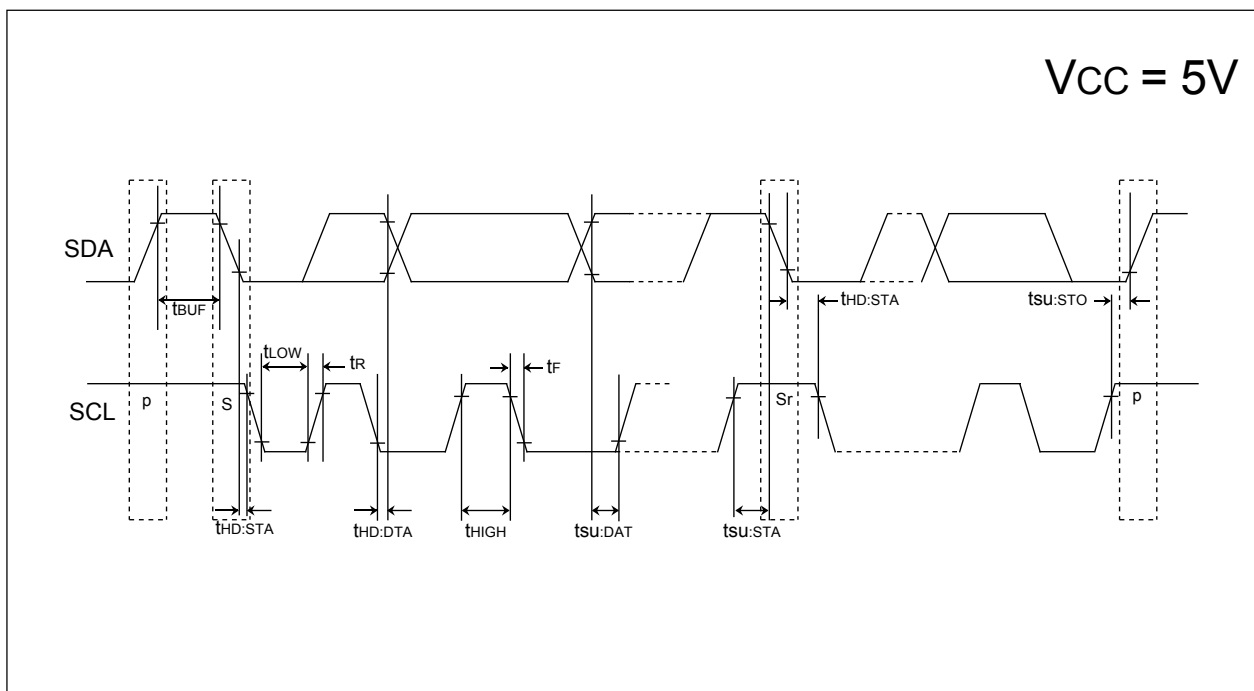 VCC = 5V
SDA
tBUF
tHD:STA
tsu:STO
tLOW
tR
tF
SCL
p
S
Sr
p
tHD:STA
tHD:DTA
tHIGH
tsu:DAT
tsu:STA